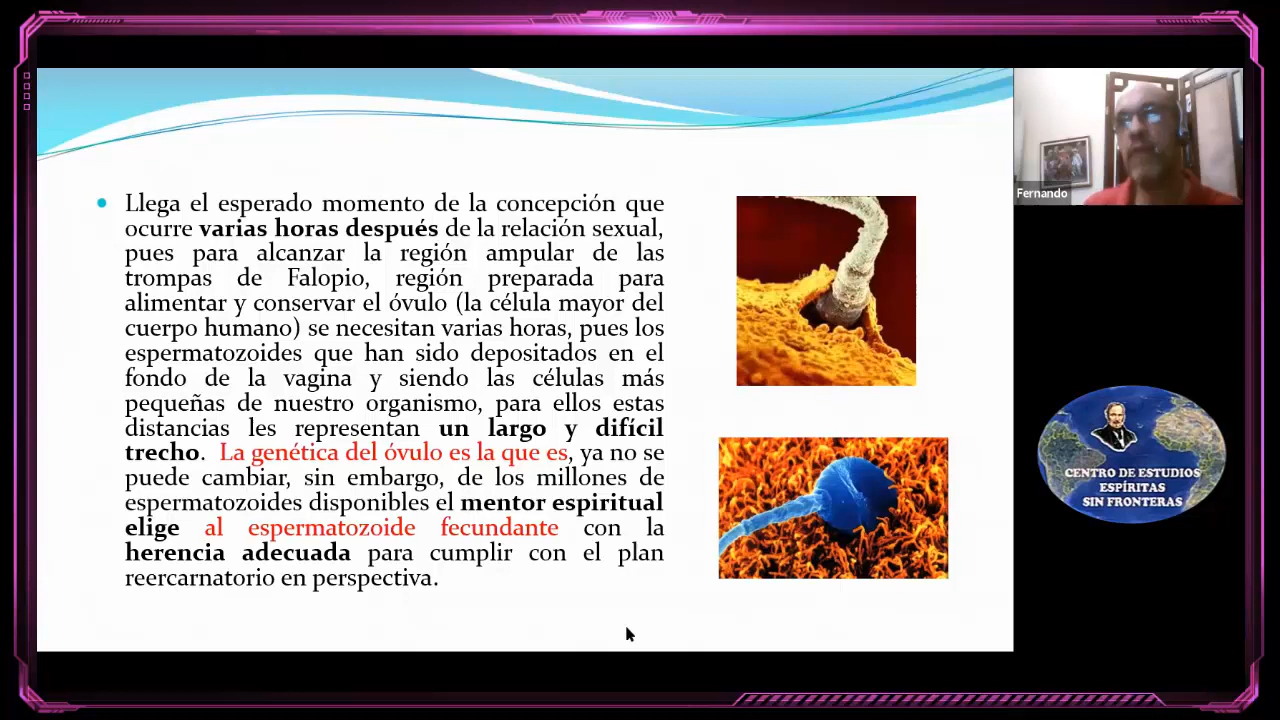 Llega el esperado momento de la concepción que
ocurre varias horas después de la relación sexual,
pues para alcanzar la región ampular de las
trompas de Falopio, región preparada para
alimentar y conservar el óvulo (la célula mayor del
cuerpo humano) se necesitan varias horas, pues los
espermatozoides que han sido depositados en el
fondo de la vagina y siendo las células más
pequeñas de nuestro organismo, para ellos estas
distancias les representan un largo y difícil
trecho. La genética del óvulo es la que es, ya no se
puede cambiar, sin embargo, de los millones de
espermatozoides disponibles el mentor espiritual
elige al espermatozoide fecundante con la
herencia adecuada para cumplir con el plan
reercarnatorio en perspectiva.
Fernando
CENTRO DE ESTUDIOS
ESPÍRITAS
SIN FRONTERAS